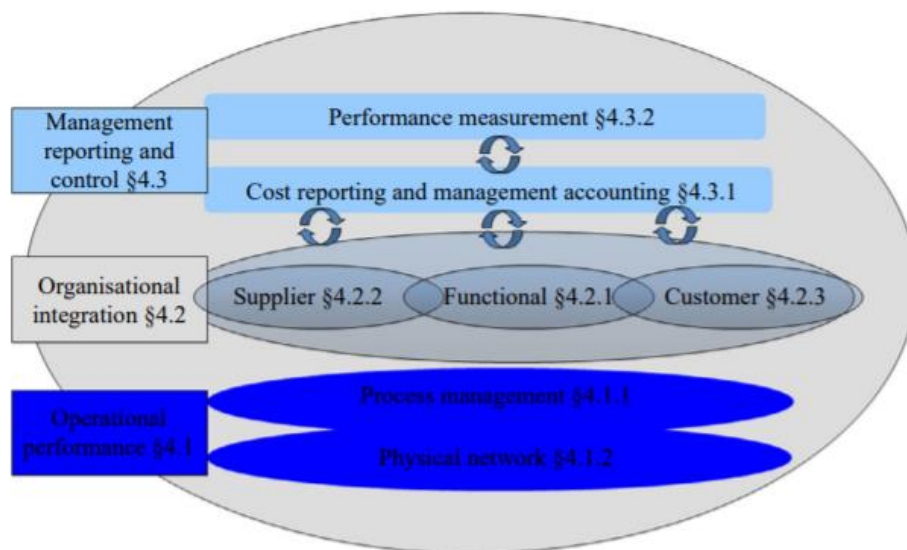 Performance measurement §4.3.2
Management
reporting and
control §4.3
Cost reporting and management accounting §4.3.1
Organisational
integration §4.2
Supplier §4.2.2
Functional §4.2.1
Customer §4.2.3
Process management §4.1.1
Operational
performance §4.1
Physical network §4.1.2